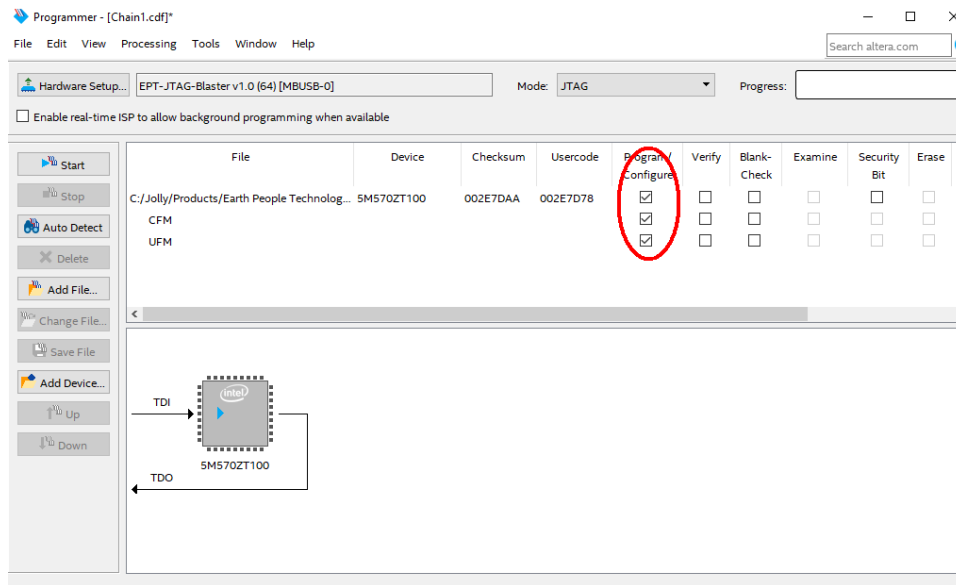 Programmer - [Chain1.cdf]*
File Edit View Processing Tools Window Help
Search altera.com
Hardware Setup... EPT-JTAG-Blaster v1.0 (64) [MBUSB-0] Mode: JTAG Progress:
Enable real-time ISP to allow background programming when available
Start
Stop
Auto Detect
Delete
Add File...
Change File...
Save File
Add Device...
Up
Down
File Device Checksum Usercode Program/ Verify Blank- Examine Security Erase
Configure Check Bit
C:/Jolly/Products/Earth People Technolog... 5M570ZT100 002E7DAA 002E7D78
CFM
UFM
TDI
intel
5M570ZT100
TDO